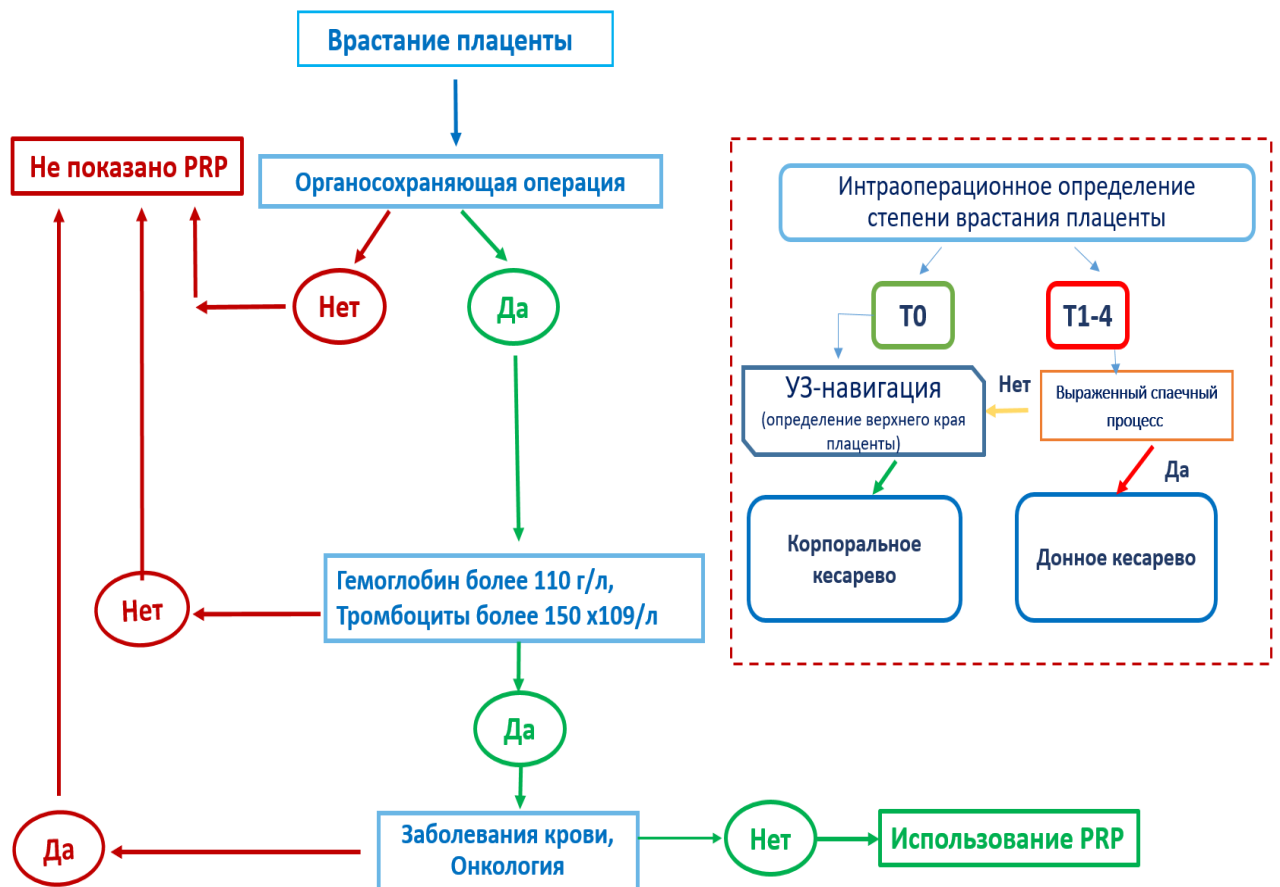 Врастание плаценты
Не показано PRP
Органосохраняющая операция
Нет
Да
Гемоглобин более 110 г/л,
Тромбоциты более 150 х109/л
Нет
Да
Заболевания крови,
Онкология
Да
Нет
Использование PRP
Интраоперационное определение
степени врастания плаценты
T0
T1-4
УЗ-навигация
(определение верхнего края
плаценты)
Нет
Выраженный спаечный
процесс
Да
Корпоральное
кесарево
Донное кесарево